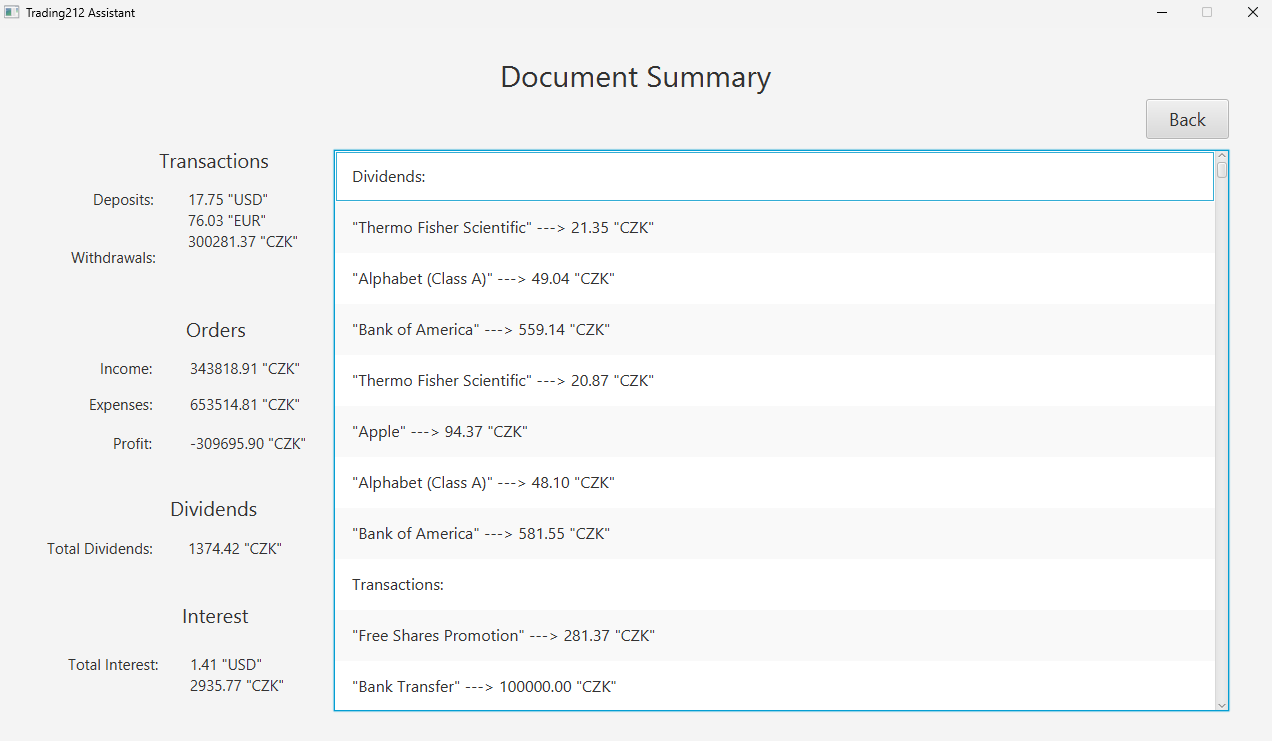 Trading212 Assistant
Document Summary
Back
Transactions
Deposits: 17.75 "USD"
76.03 "EUR"
300281.37 "CZK"
Withdrawals:
Orders
Income: 343818.91 "CZK"
Expenses: 653514.81 "CZK"
Profit: -309695.90 "CZK"
Dividends
Total Dividends: 1374.42 "CZK"
Interest
Total Interest: 1.41 "USD"
2935.77 "CZK"
Dividends:
"Thermo Fisher Scientific" ---> 21.35 "CZK"
"Alphabet (Class A)" ---> 49.04 "CZK"
"Bank of America" ---> 559.14 "CZK"
"Thermo Fisher Scientific" ---> 20.87 "CZK"
"Apple" ---> 94.37 "CZK"
"Alphabet (Class A)" ---> 48.10 "CZK"
"Bank of America" ---> 581.55 "CZK"
Transactions:
"Free Shares Promotion" ---> 281.37 "CZK"
"Bank Transfer" ---> 100000.00 "CZK"